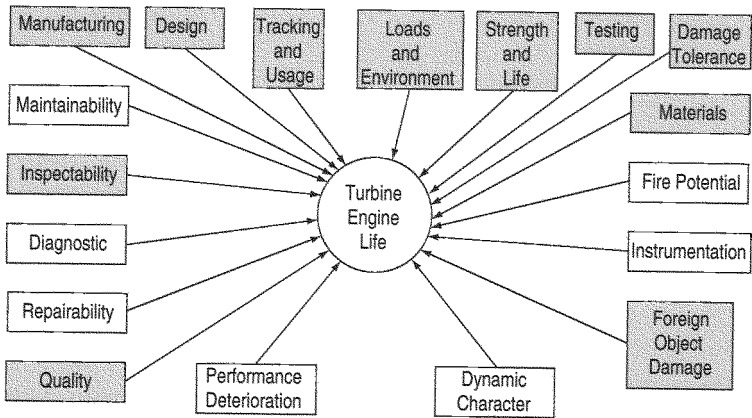 Manufacturing
Design
Tracking
and
Usage
Loads
and
Environment
Strength
and
Life
Testing
Damage
Tolerance
Maintainability
Materials
Inspectability
Turbine
Engine
Life
Fire Potential
Diagnostic
Instrumentation
Repairability
Foreign
Object
Damage
Quality
Performance
Deterioration
Dynamic
Character